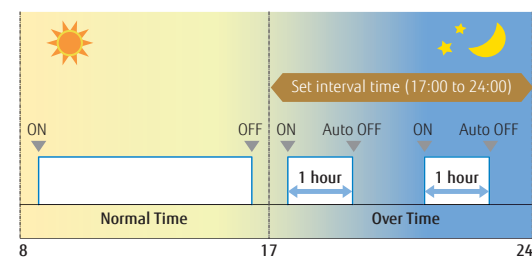 Set interval time (17:00 to 24:00)
ON OFF ON Auto OFF ON Auto OFF
1 hour 1 hour
Normal Time Over Time
8 17 24